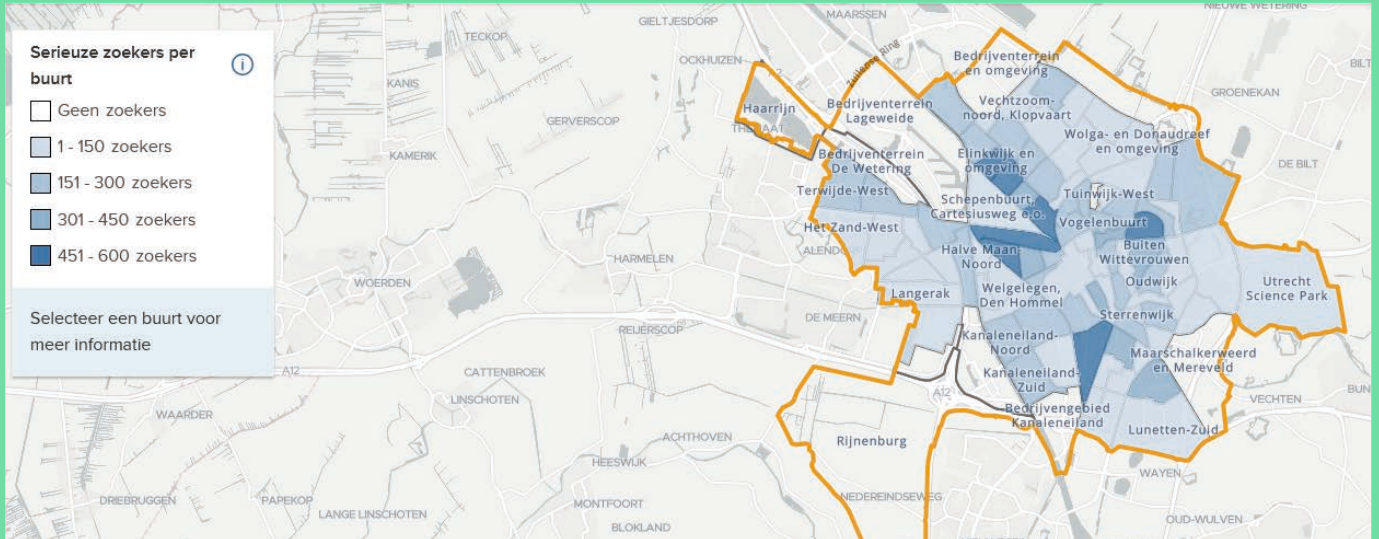 Serieuze zoekers per
buurt
Geen zoekers
1 - 150 zoekers
151 - 300 zoekers
301 - 450 zoekers
451 - 600 zoekers
Selecteer een buurt voor
meer informatie
NIEUWE WETERING
MAARSSEN
GIELTJESDORP
TECKOP
OCKHUIZEN
Zuilense Ring
Bedrijventerrein
en omgeving
BILT
KANIS
GROENEKAN
Haarrijn
Bedrijventerrein
Lageweide
Vechtzoom-
noord, Klopvaart
GERVERSCOP
Wolga- en Donaudreef
en omgeving
KAMERIK
Bedrijventerrein
De Wetering
Elinkwijk en
omgeving
DE BILT
Terwijde-West
Schepenbuurt,
Cartesiusweg e.o.
Tuinwijk-West
Het Zand-West
Vogelenbuurt
HARMELEN
Halve Maan-
Noord
Buiten
Wittevrouwen
WOERDEN
Langerak
Welgelegen,
Den Hommel
Oudwijk
Utrecht
Science Park
DE MEERN
Sterrenwijk
REIJERSCOP
Kanaleneiland-
Noord
Maarschalkerweerd
en Mereveld
A12
CATTENBROEK
Kanaleneiland-
Zuid
A12
LINSCHOTEN
VECHTEN
BUN
WAARDER
Bedrijvengebied
Kanaleneiland
Lunetten-Zuid
ACHTHOVEN
Rijnenburg
HEESWIJK
WAYEN
DRIEBRUGGEN
PAPEKOP
MONTFOORT
NEDEREINDSEWEG
LANGE LINSCHOTEN
OUD-WULVEN
BLOKLAND